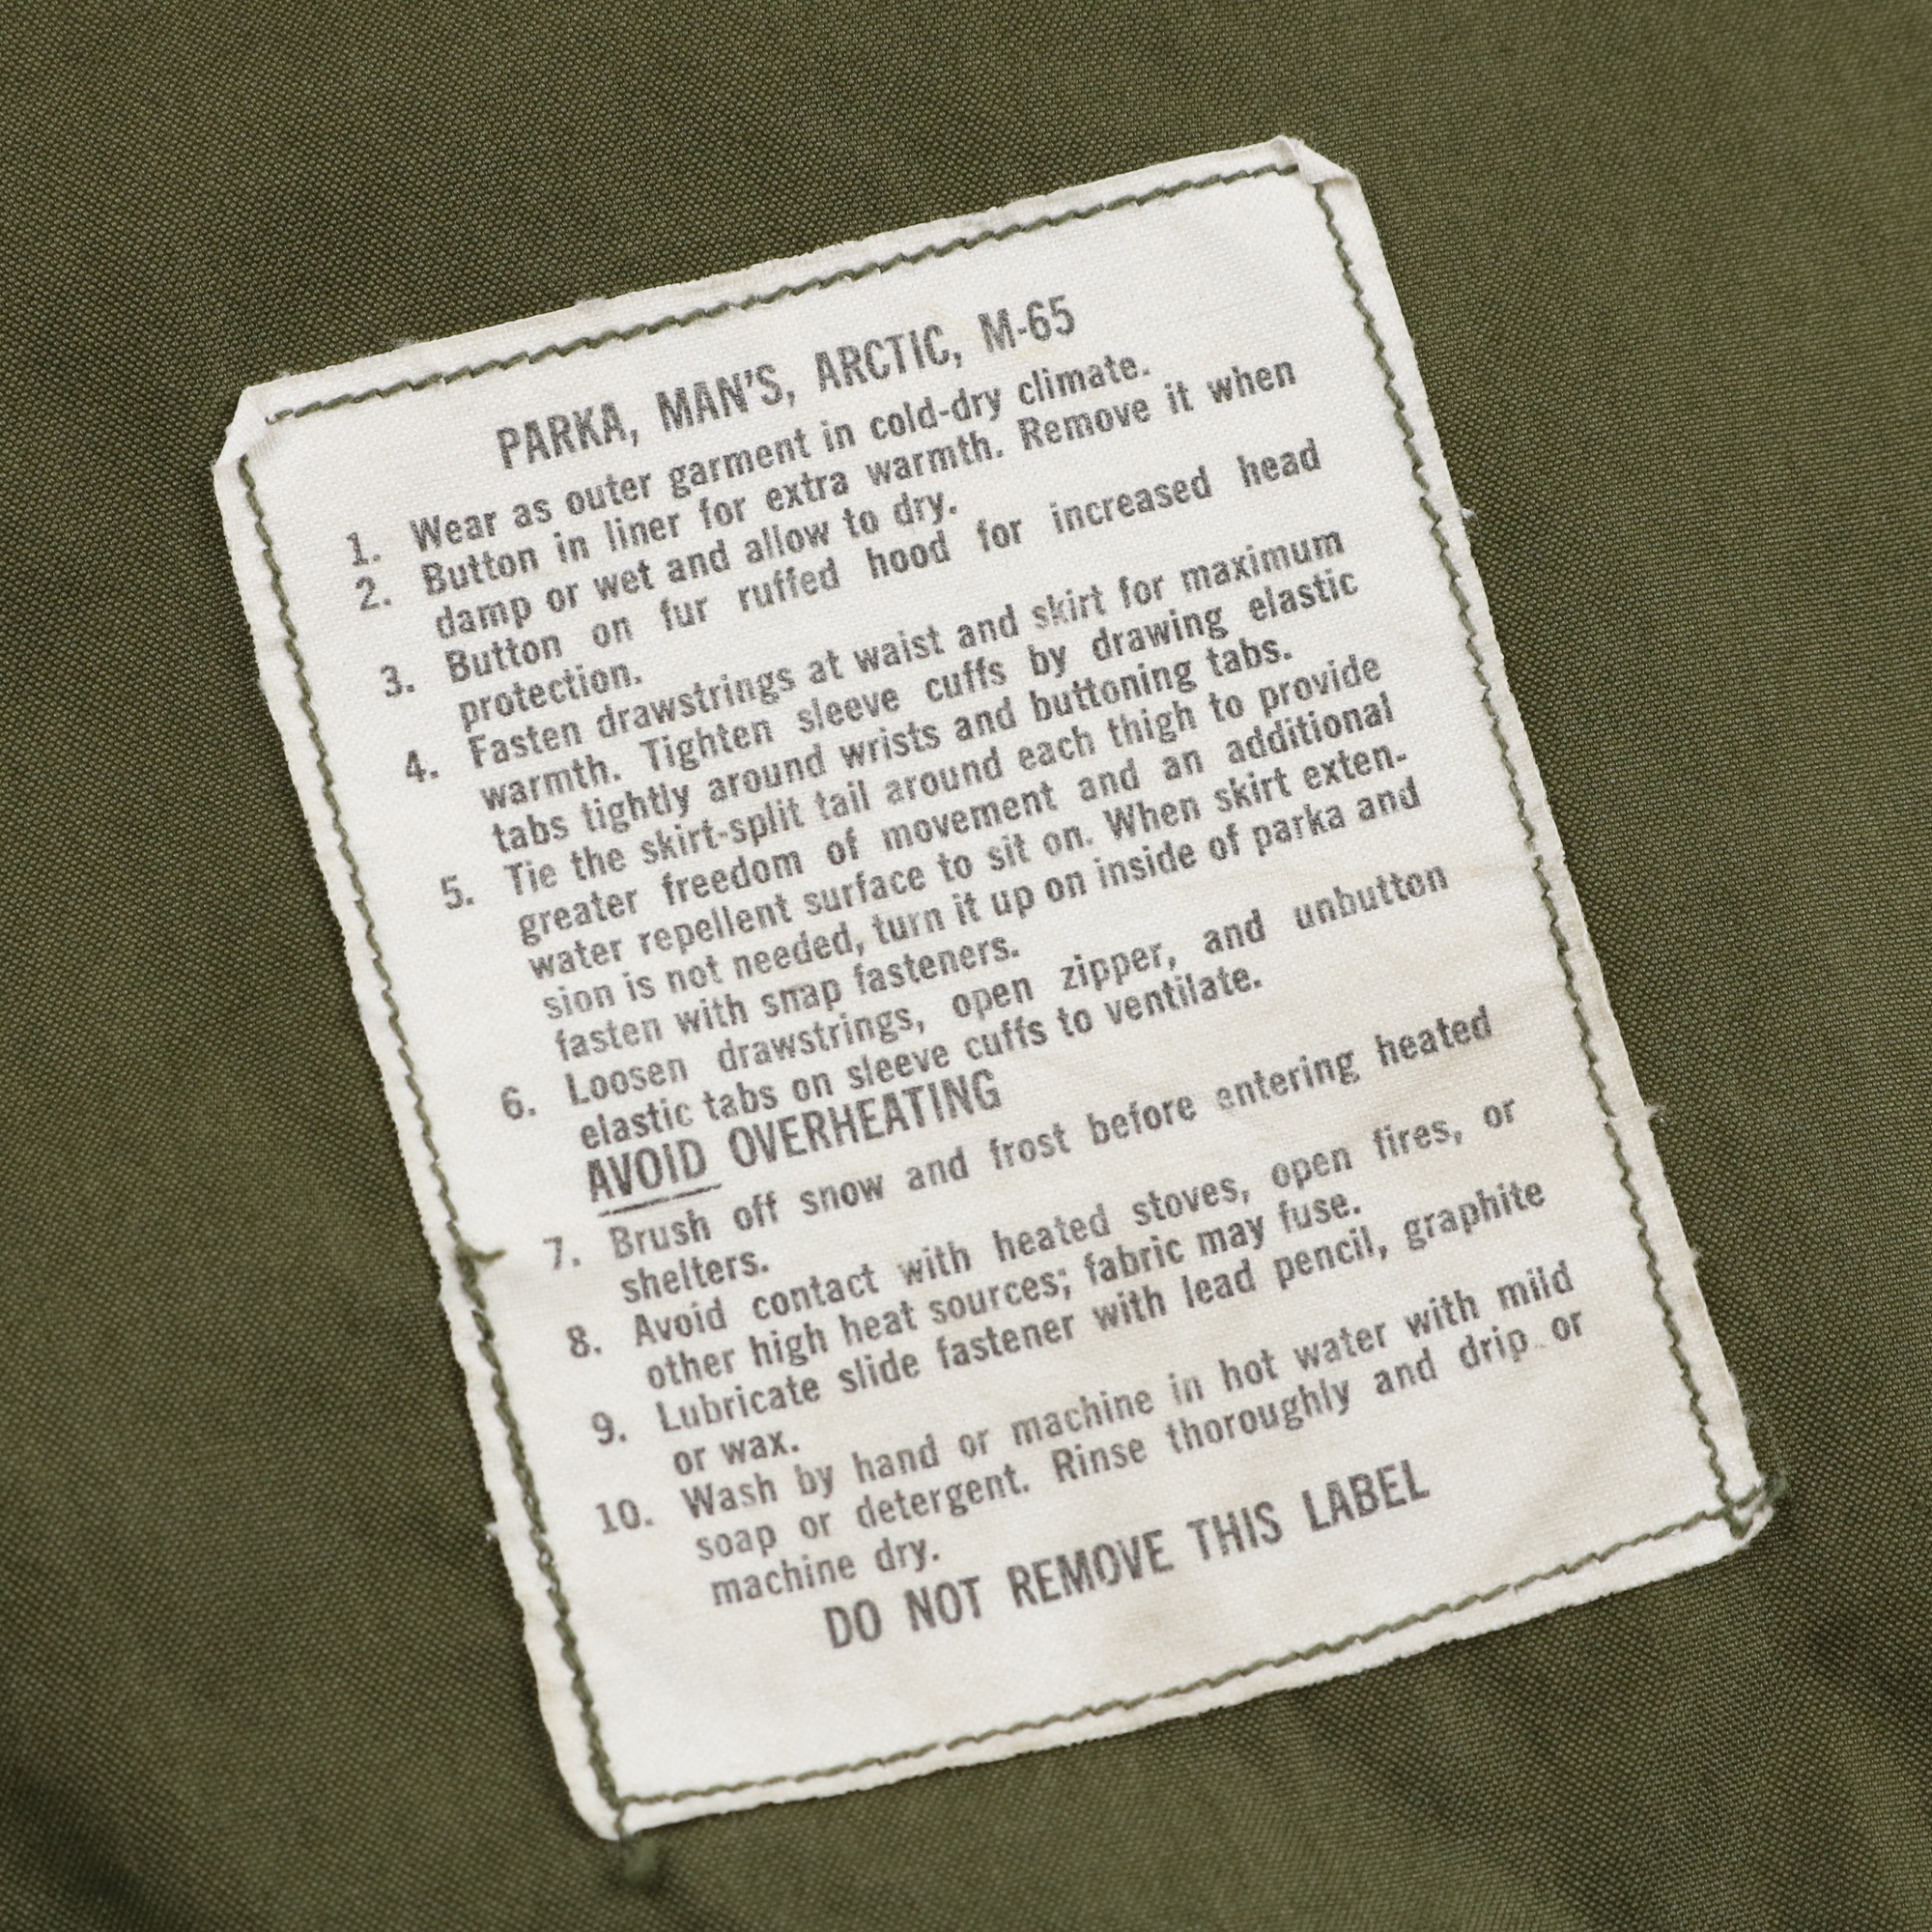 PARKA, MAN'S, ARCTIC, M-65
1. Wear as outer garment in cold-dry climate.
2. Button in liner for extra warmth. Remove it when
damp or wet and allow to dry.
3. Button on fur ruffed hood for increased head
protection.
4. Fasten drawstrings at waist and skirt for maximum
warmth. Tighten sleeve cuffs by drawing elastic
tabs tightly around wrists and buttoning tabs.
5. Tie the skirt-split tail around each thigh to provide
greater freedom of movement and an additional
water repellent surface to sit on. When skirt exten-
sion is not needed, turn it up on inside of parka and
fasten with snap fasteners.
6. Loosen drawstrings, open zipper, and unbutton
elastic tabs on sleeve cuffs to ventilate.
AVOID OVERHEATING
7. Brush off snow and frost before entering heated
shelters.
8. Avoid contact with heated stoves, open fires, or
other high heat sources; fabric may fuse.
9. Lubricate slide fastener with lead pencil, graphite
or wax.
10. Wash by hand or machine in hot water with mild
soap or detergent. Rinse thoroughly and drip or
machine dry.
DO NOT REMOVE THIS LABEL